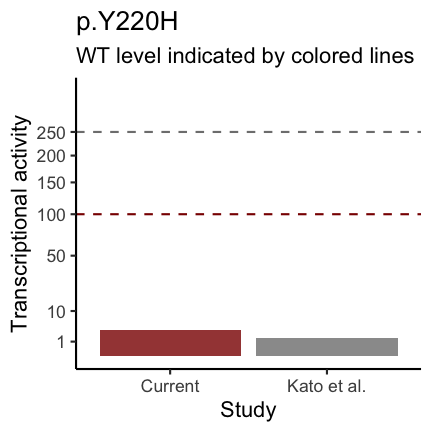 p.Y220H
WT level indicated by colored lines
Transcriptional activity
250
200
150
100
50
10
1
Current
Kato et al.
Study